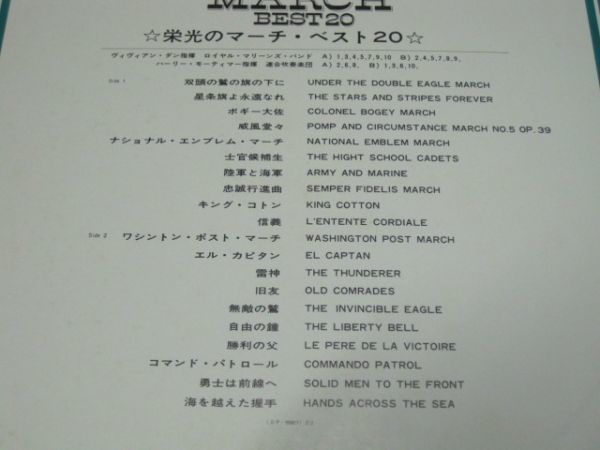 MARCH
BEST20
☆栄光のマーチ・ベスト20☆
ヴィヴィアン・ダン指揮 ロイヤル・マリーンズ・バンド A) 1,3,4,5,7,9,10 B) 2,4,5,7,8,9,
ハーリー・モーティマー指揮 連合吹奏楽団 A) 2,6,8, B) 1,3,6,10,
Side 1 双頭の鷲の旗の下に UNDER THE DOUBLE EAGLE MARCH
星条旗よ永遠なれ THE STARS AND STRIPES FOREVER
ボギー大佐 COLONEL BOGEY MARCH
威風堂々 POMP AND CIRCUMSTANCE MARCH NO.5 OP. 39
ナショナル・エンブレム・マーチ NATIONAL EMBLEM MARCH
士官候補生 THE HIGHT SCHOOL CADETS
陸軍と海軍 ARMY AND MARINE
忠誠行進曲 SEMPER FIDELIS MARCH
キング・コトン KING COTTON
信義 L'ENTENTE CORDIALE
Side 2 ワシントン・ポスト・マーチ WASHINGTON POST MARCH
エル・カピタン EL CAPTAN
雷神 THE THUNDERER
旧友 OLD COMRADES
無敵の鷲 THE INVINCIBLE EAGLE
自由の鐘 THE LIBERTY BELL
勝利の父 LE PERE DE LA VICTOIRE
コマンド・パトロール COMMANDO PATROL
勇士は前線へ SOLID MEN TO THE FRONT
海を越えた握手 HANDS ACROSS THE SEA